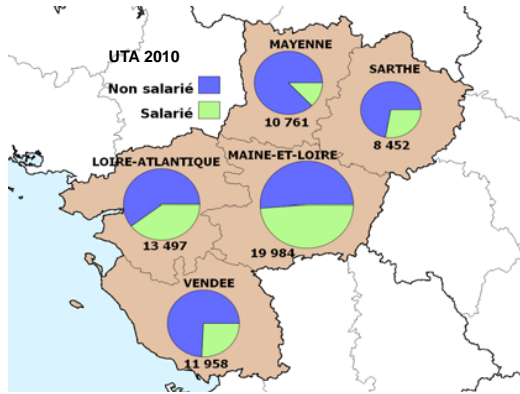 UTA 2010
Non salarié
Salarié
MAYENNE
10 761
SARTHE
8 452
LOIRE-ATLANTIQUE
13 497
MAINE-ET-LOIRE
19 984
VENDEE
11 958